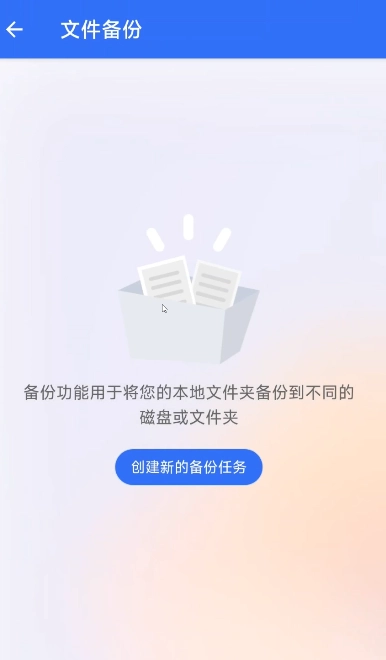 文件备份
备份功能用于将您的本地文件夹备份到不同的
磁盘或文件夹
创建新的备份任务